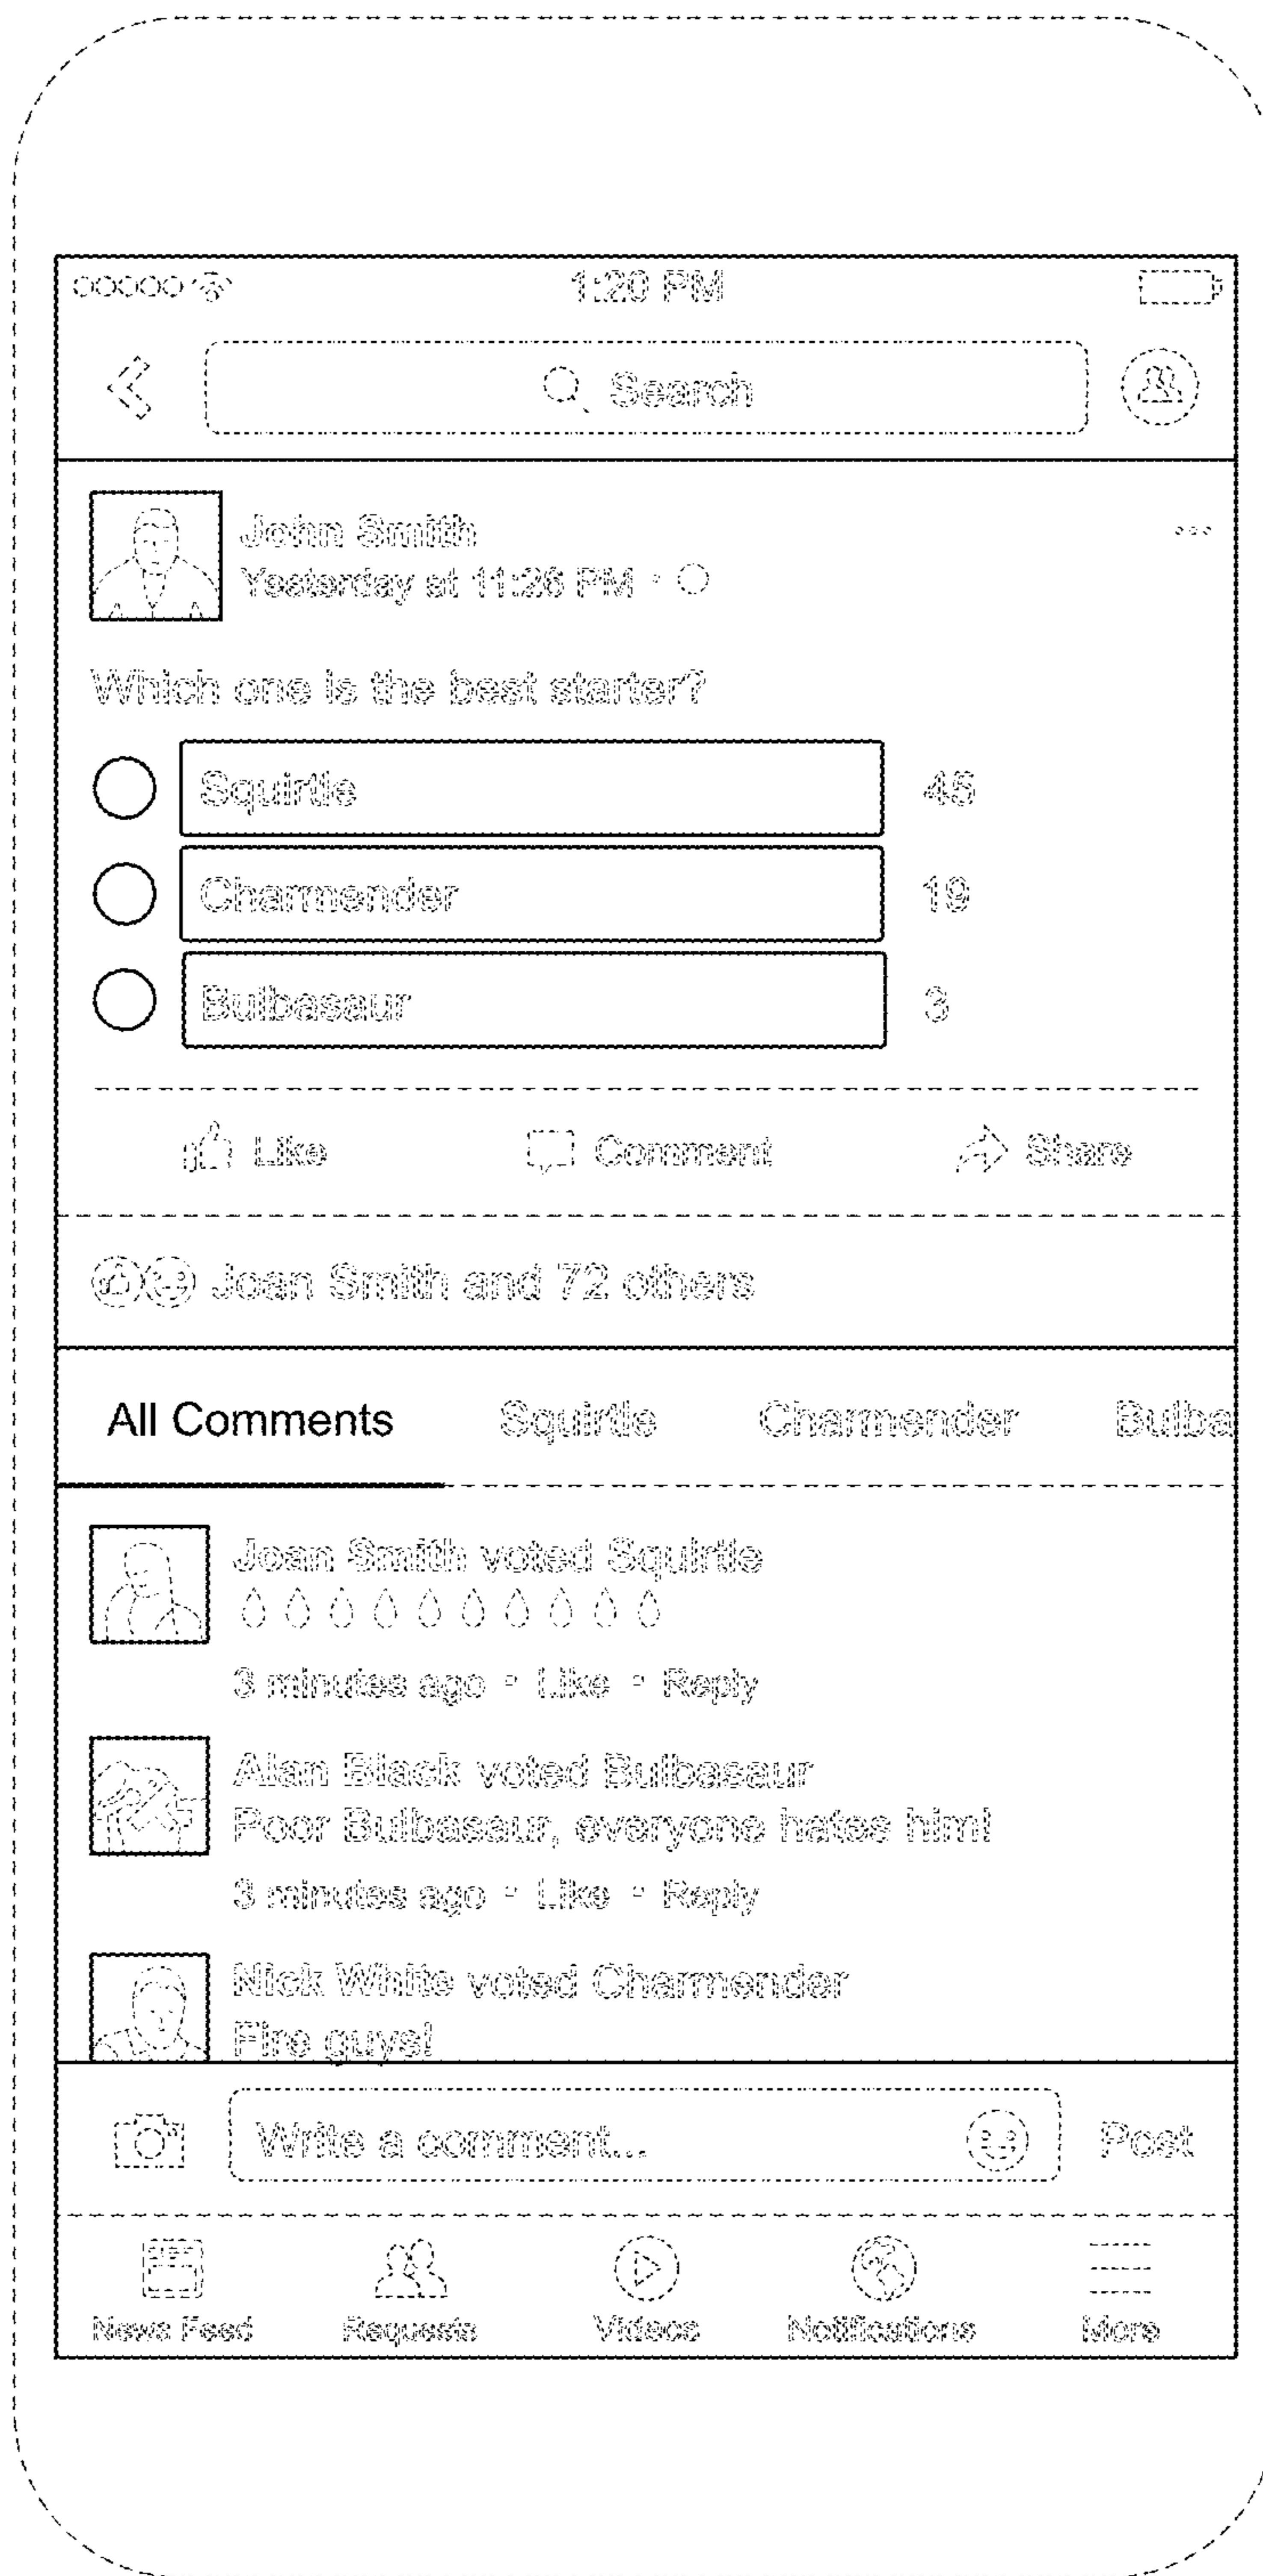 1:20 PM
Search
John Smith
Yesterday at 11:26 PM ·
Which one is the best starter?
Squirtle 45
Charmender 19
Bulbasaur 3
Like Comment Share
Joan Smith and 72 others
All Comments Squirtle Charmender Bulba
Joan Smith voted Squirtle
3 minutes ago · Like · Reply
Alan Black voted Bulbasaur
Poor Bulbasaur, everyone hates him!
3 minutes ago · Like · Reply
Nick White voted Charmender
Fire guys!
Write a comment... Post
News Feed Requests Videos Notifications More